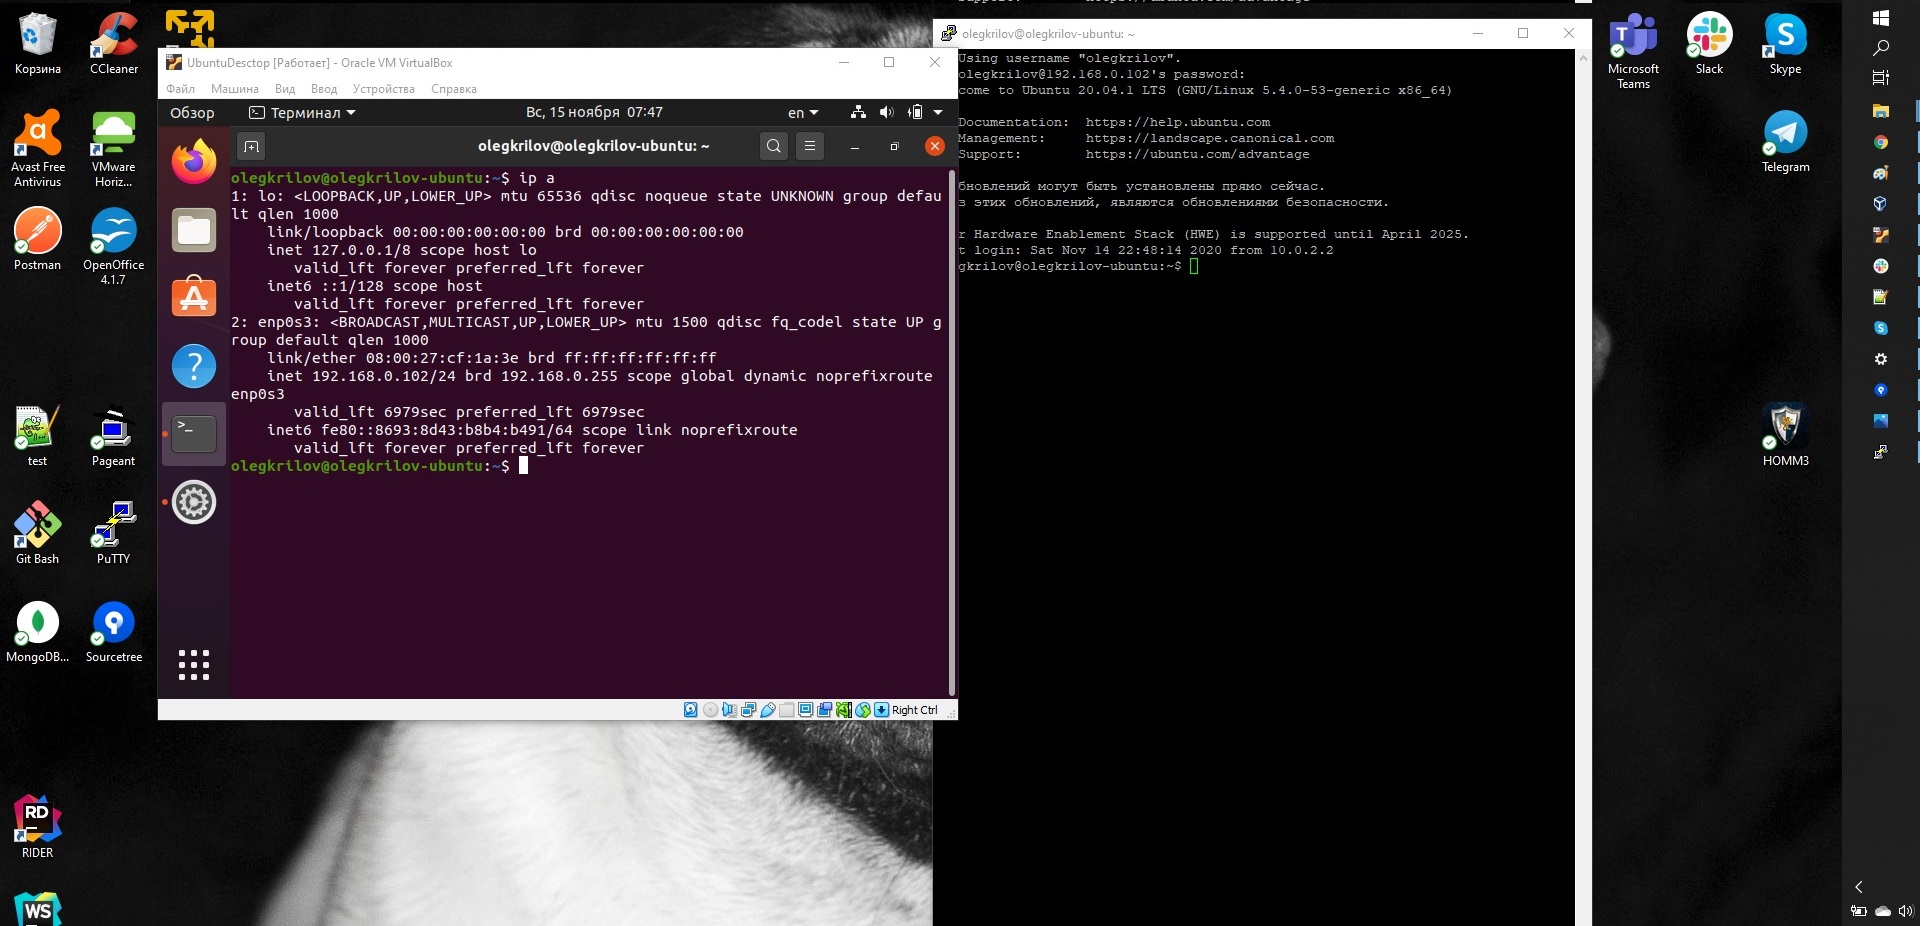 Корзина
CCleaner
Avast Free
Antivirus
VMware
Horiz...
Postman
OpenOffice
4.1.7
test
Pageant
Git Bash
PuTTY
MongoDB...
Sourcetree
RD
RIDER
WS
UbuntuDesctop [Работает] - Oracle VM VirtualBox
Файл Машина Вид Ввод Устройства Справка
Обзор Терминал Вс, 15 ноября 07:47 en
olegkrilov@olegkrilov-ubuntu: ~
olegkrilov@olegkrilov-ubuntu:~$ ip a
1: lo: <LOOPBACK,UP,LOWER_UP> mtu 65536 qdisc noqueue state UNKNOWN group defau
lt qlen 1000
link/loopback 00:00:00:00:00:00 brd 00:00:00:00:00:00
inet 127.0.0.1/8 scope host lo
valid_lft forever preferred_lft forever
inet6 ::1/128 scope host
valid_lft forever preferred_lft forever
2: enp0s3: <BROADCAST,MULTICAST,UP,LOWER_UP> mtu 1500 qdisc fq_codel state UP g
roup default qlen 1000
link/ether 08:00:27:cf:1a:3e brd ff:ff:ff:ff:ff:ff
inet 192.168.0.102/24 brd 192.168.0.255 scope global dynamic noprefixroute
enp0s3
valid_lft 6979sec preferred_lft 6979sec
inet6 fe80::8693:8d43:b8b4:b491/64 scope link noprefixroute
valid_lft forever preferred_lft forever
olegkrilov@olegkrilov-ubuntu:~$
Right Ctrl
olegkrilov@olegkrilov-ubuntu: ~
Using username "olegkrilov".
olegkrilov@192.168.0.102's password:
come to Ubuntu 20.04.1 LTS (GNU/Linux 5.4.0-53-generic x86_64)
Documentation: https://help.ubuntu.com
Management: https://landscape.canonical.com
Support: https://ubuntu.com/advantage
бновлений могут быть установлены прямо сейчас.
з этих обновлений, являются обновлениями безопасности.
r Hardware Enablement Stack (HWE) is supported until April 2025.
t login: Sat Nov 14 22:48:14 2020 from 10.0.2.2
gkrilov@olegkrilov-ubuntu:~$
Microsoft
Teams
Slack
Skype
Telegram
HOMM3